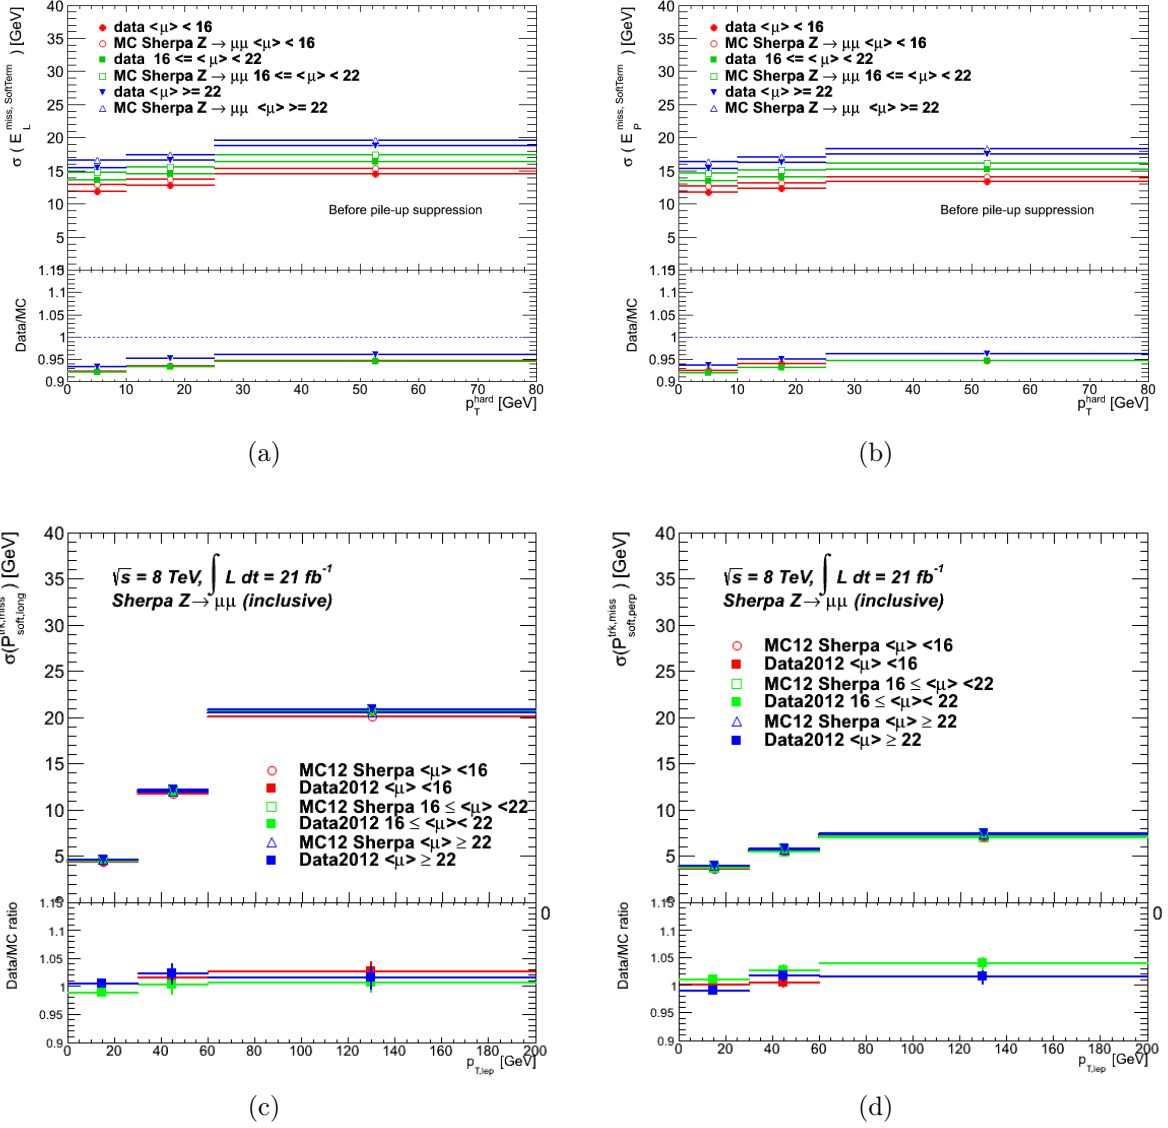 σ ( E_L^{miss, SoftTerm} ) [GeV]
40
35
30
25
20
15
10
5
data <μ> < 16
MC Sherpa Z → μμ <μ> < 16
data 16 <= <μ> < 22
MC Sherpa Z → μμ 16 <= <μ> < 22
data <μ> >= 22
MC Sherpa Z → μμ <μ> >= 22
Before pile-up suppression
Data/MC
1.15
1.1
1.05
1
0.95
0.9
0 10 20 30 40 50 60 70 80
p_T^{hard} [GeV]
(a)
σ ( E_P^{miss, SoftTerm} ) [GeV]
40
35
30
25
20
15
10
5
data <μ> < 16
MC Sherpa Z → μμ <μ> < 16
data 16 <= <μ> < 22
MC Sherpa Z → μμ 16 <= <μ> < 22
data <μ> >= 22
MC Sherpa Z → μμ <μ> >= 22
Before pile-up suppression
Data/MC
1.15
1.1
1.05
1
0.95
0.9
0 10 20 30 40 50 60 70 80
p_T^{hard} [GeV]
(b)
σ(P_{soft,long}^{trk,miss} ) [GeV]
40
35
30
25
20
15
10
5
√s = 8 TeV, ∫ L dt = 21 fb^{-1}
Sherpa Z→ μμ (inclusive)
MC12 Sherpa <μ> <16
Data2012 <μ> <16
MC12 Sherpa 16 ≤ <μ> <22
Data2012 16 ≤ <μ>< 22
MC12 Sherpa <μ> ≥ 22
Data2012 <μ> ≥ 22
Data/MC ratio
1.15
1.1
1.05
1
0.95
0.9
0
0 20 40 60 80 100 120 140 160 180 200
p_{T,lep} [GeV]
(c)
σ(P_{soft,perp}^{trk,miss} ) [GeV]
40
35
30
25
20
15
10
5
√s = 8 TeV, ∫ L dt = 21 fb^{-1}
Sherpa Z→ μμ (inclusive)
MC12 Sherpa <μ> <16
Data2012 <μ> <16
MC12 Sherpa 16 ≤ <μ> <22
Data2012 16 ≤ <μ>< 22
MC12 Sherpa <μ> ≥ 22
Data2012 <μ> ≥ 22
Data/MC ratio
1.15
1.1
1.05
1
0.95
0.9
0
0 20 40 60 80 100 120 140 160 180 200
p_{T,lep} [GeV]
(d)